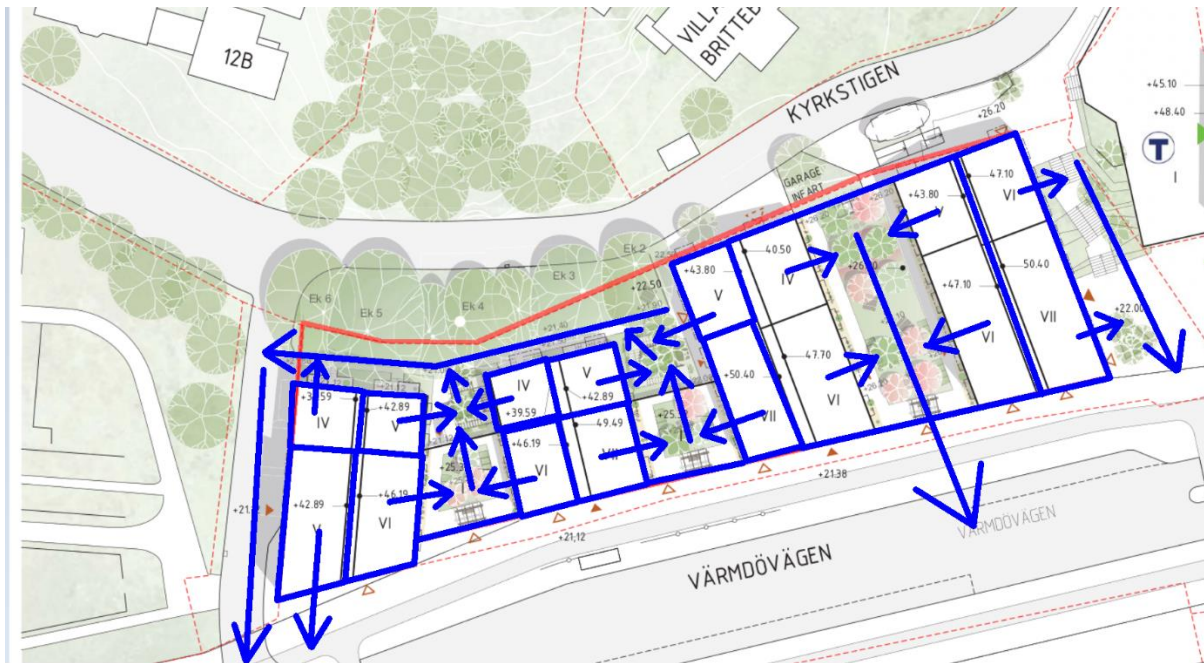 12B
VILLA
BRITTEB
KYRKSTIGEN
+26.20
+45.10
+48.40
T
I
GARAGE
INFART
47.10
+43.80
V
VI
50.40
+47.10
VI
VII
+22.00
Ek 2
Ek 3
Ek 4
Ek 5
Ek 6
+22.50
+21.40
+43.80
V
40.50
IV
+50.40
VII
47.70
VI
IV
+42.89
V
IV
+39.59
V
+42.89
49.49
+46.19
VI
VII
+42.89
V
+46.19
VI
+21.38
+21,12
VÄRMDÖVÄGEN
VÄRMDÖVÄGEN